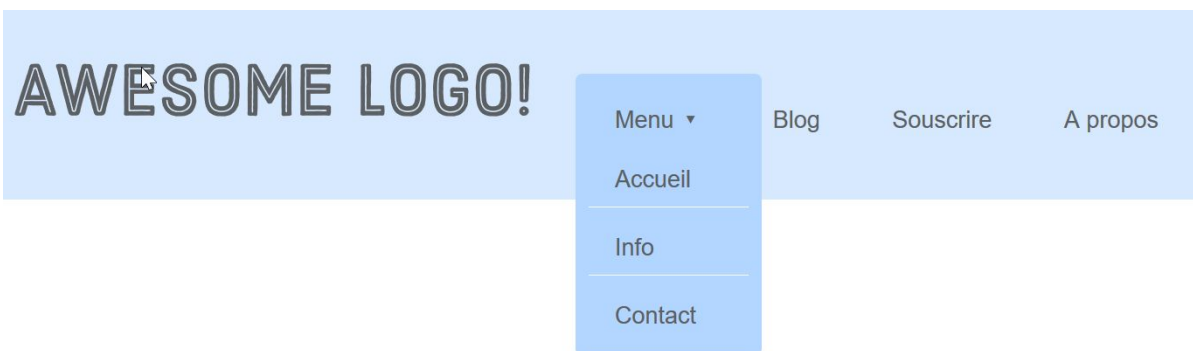 AWESOME LOGO!
Menu ▾ Blog Souscrire A propos
Accueil
Info
Contact